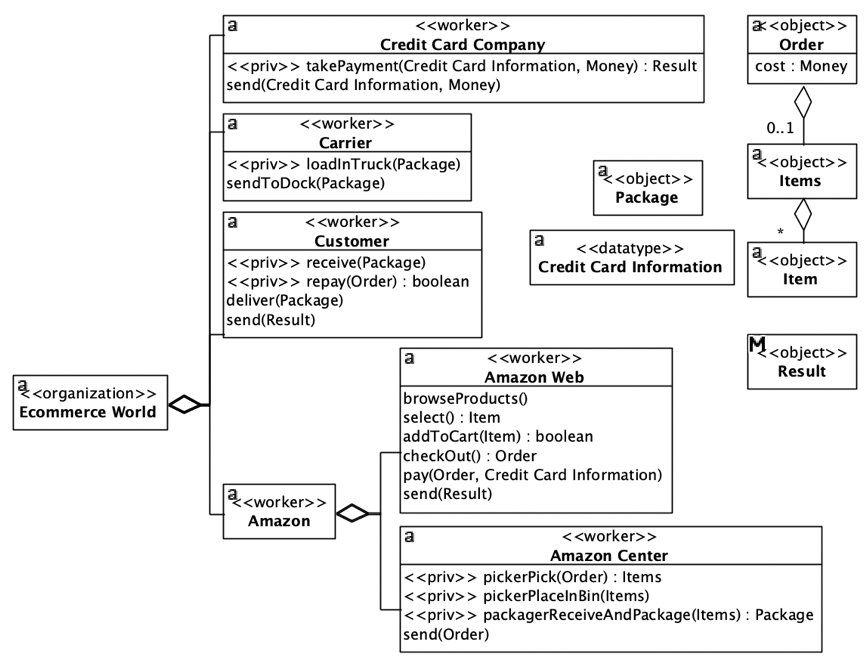 a
<<worker>>
Credit Card Company
<<priv>> takePayment(Credit Card Information, Money) : Result
send(Credit Card Information, Money)
a
<<object>>
Order
cost : Money
0..1
a
<<worker>>
Carrier
<<priv>> loadInTruck(Package)
sendToDock(Package)
a
<<object>>
Items
*
a
<<object>>
Package
a
<<worker>>
Customer
<<priv>> receive(Package)
<<priv>> repay(Order) : boolean
deliver(Package)
send(Result)
a
<<datatype>>
Credit Card Information
a
<<object>>
Item
M
<<object>>
Result
a
<<organization>>
Ecommerce World
a
<<worker>>
Amazon Web
browseProducts()
select() : Item
addToCart(Item) : boolean
checkOut() : Order
pay(Order, Credit Card Information)
send(Result)
a
<<worker>>
Amazon
a
<<worker>>
Amazon Center
<<priv>> pickerPick(Order) : Items
<<priv>> pickerPlaceInBin(Items)
<<priv>> packagerReceiveAndPackage(Items) : Package
send(Order)